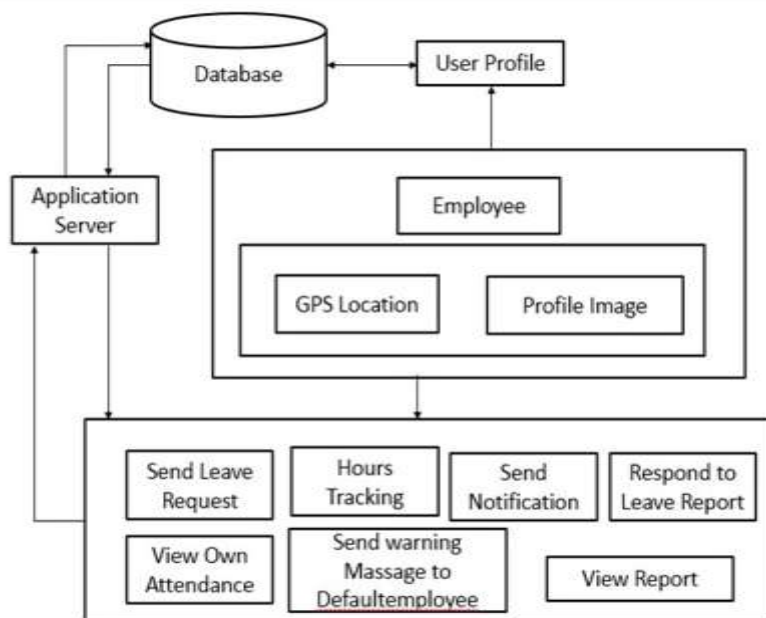 Database
User Profile
Application
Server
Employee
GPS Location
Profile Image
Send Leave
Request
Hours
Tracking
Send
Notification
Respond to
Leave Report
View Own
Attendance
Send warning
Massage to
Defaultemployee
View Report